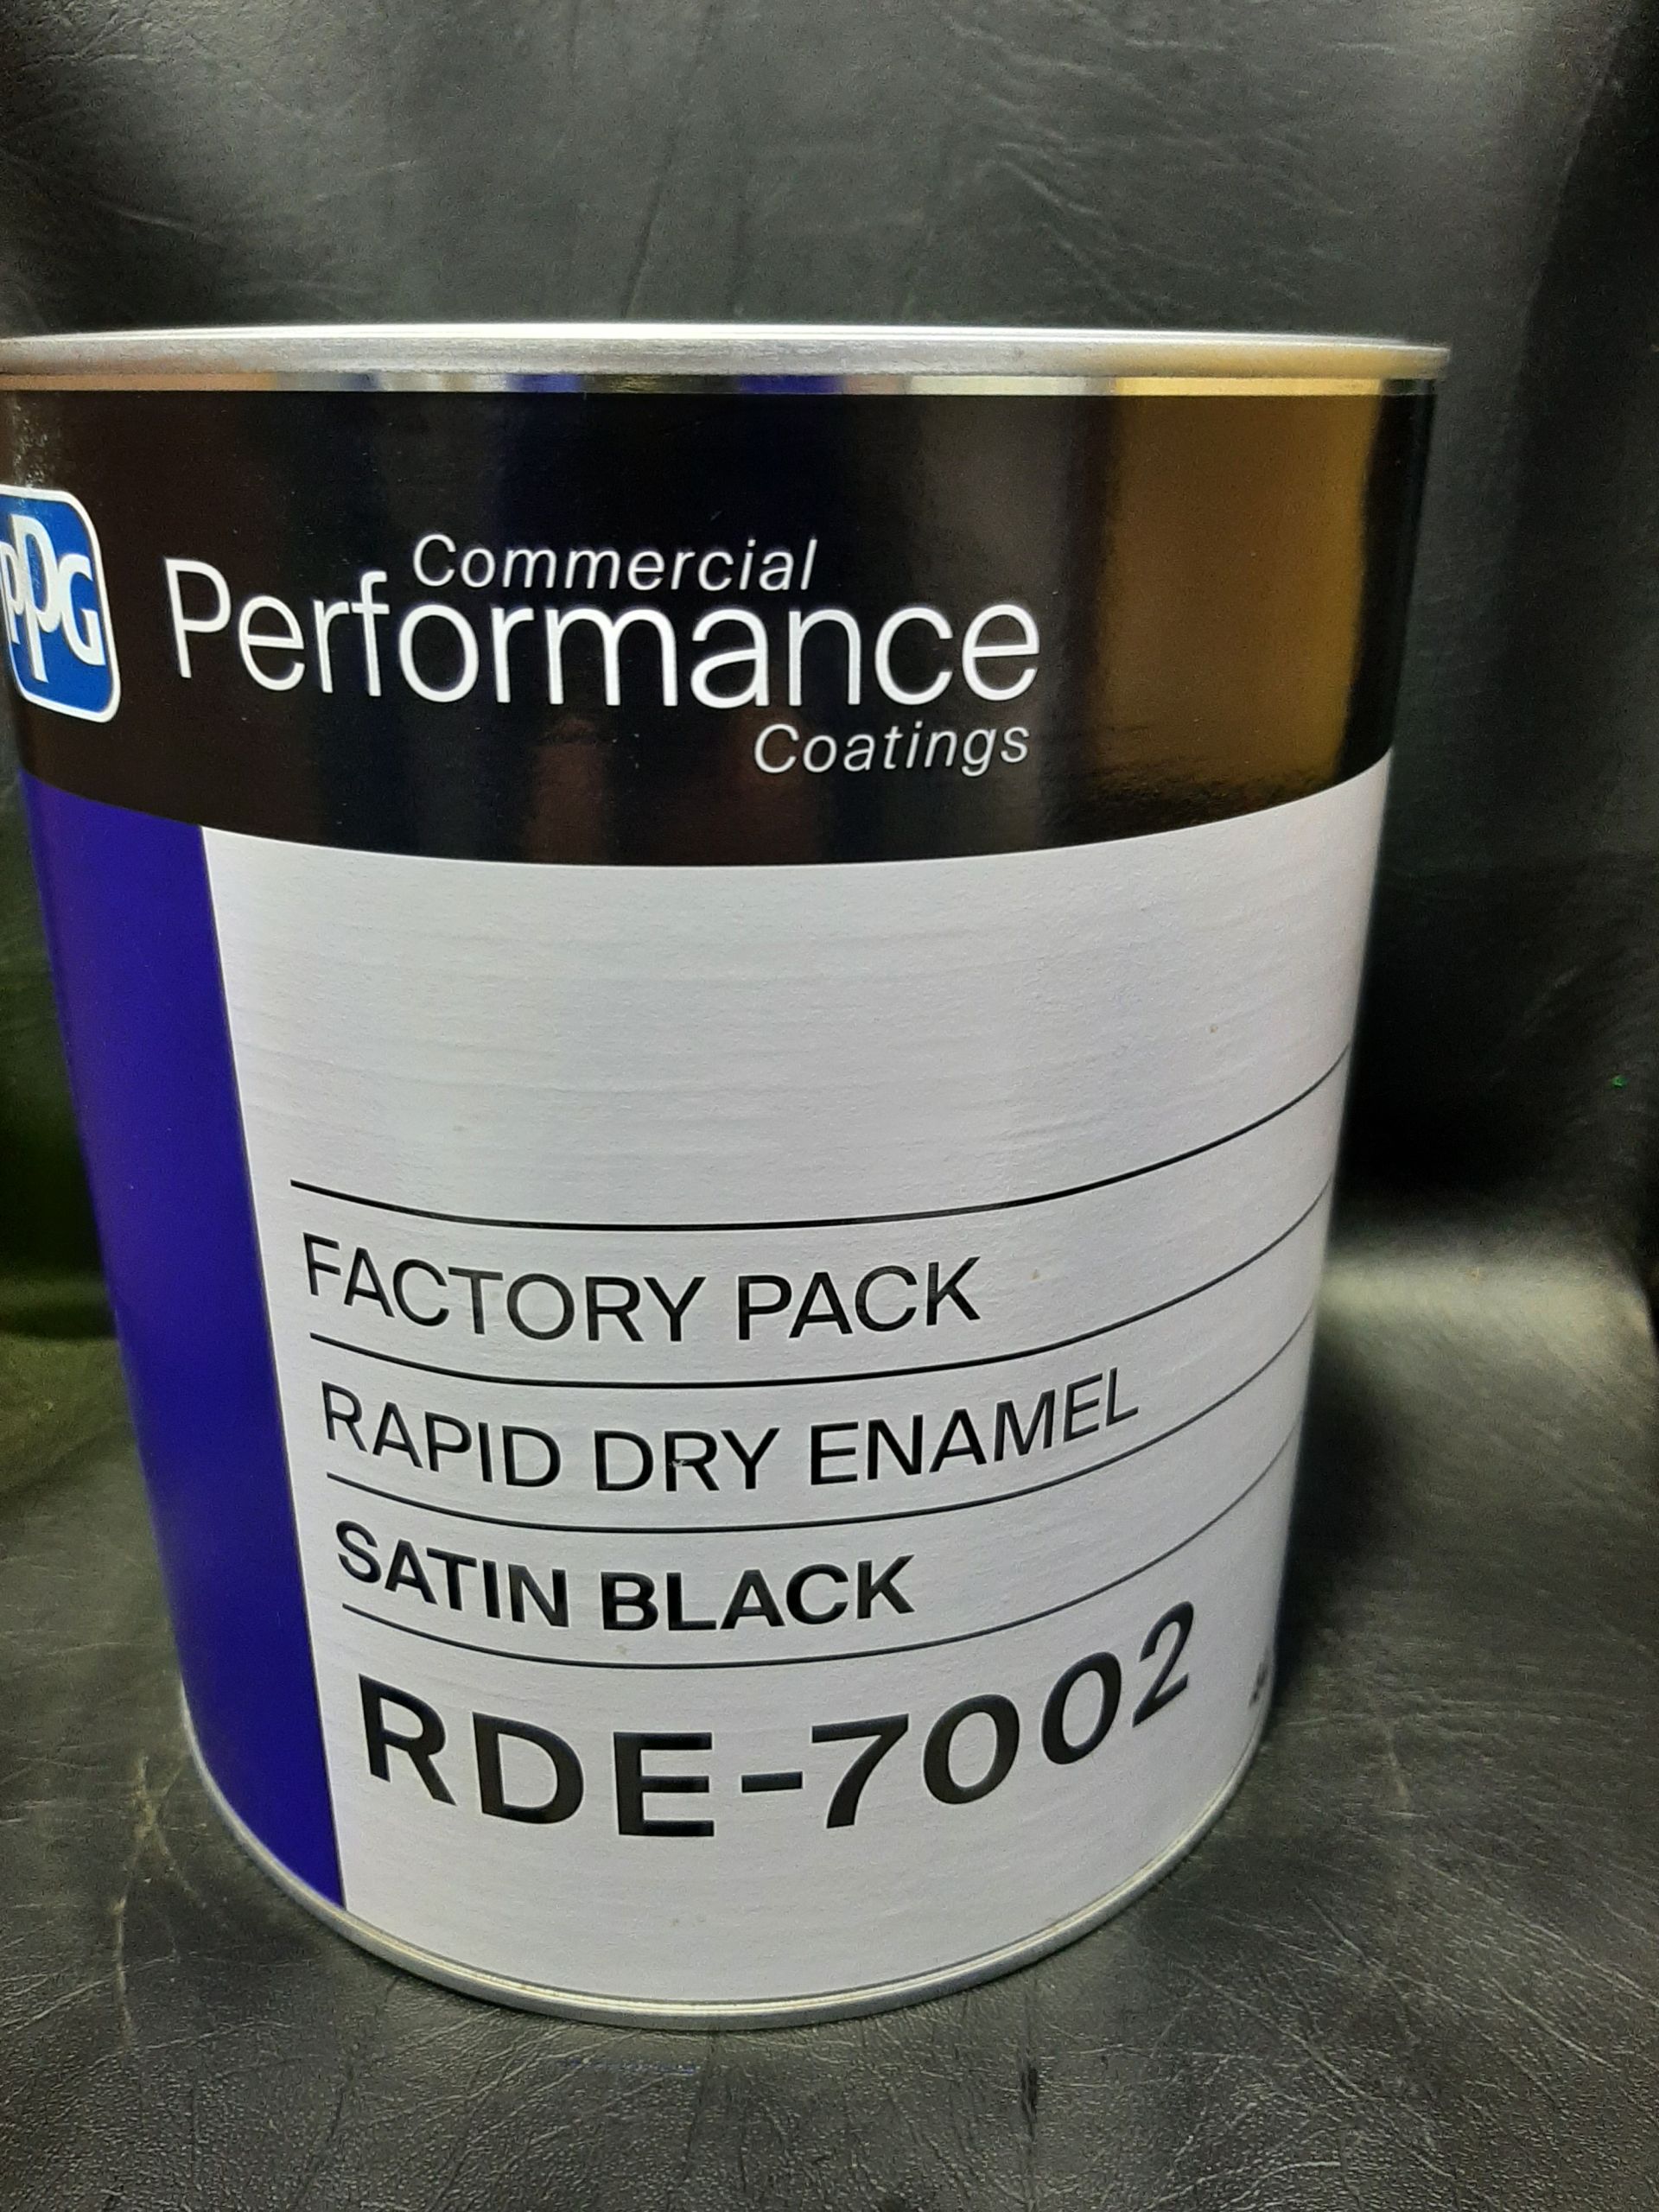 PPG
Commercial
Performance
Coatings
FACTORY PACK
RAPID DRY ENAMEL
SATIN BLACK
RDE-7002